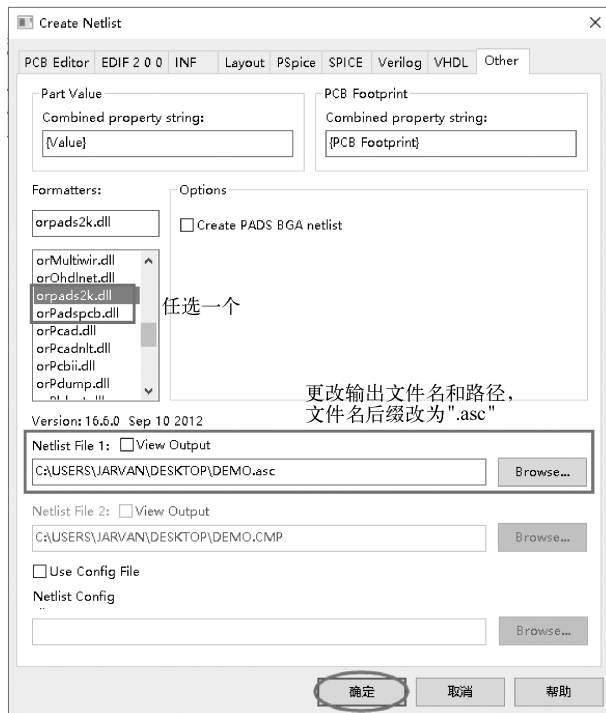 Create Netlist
PCB Editor EDIF 2 0 0 INF Layout PSpice SPICE Verilog VHDL Other
Part Value
Combined property string:
{Value}
PCB Footprint
Combined property string:
{PCB Footprint}
Formatters:
orpads2k.dll
orMultiwir.dll
orOhdlnet.dll
orpads2k.dll
orPadspcb.dll
orPcad.dll
orPcadnlt.dll
orPcbii.dll
orPdump.dll
任选一个
Options
Create PADS BGA netlist
更改输出文件名和路径，
文件名后缀改为".asc"
Version: 16.6.0 Sep 10 2012
Netlist File 1: View Output
C:\USERS\JARVAN\DESKTOP\DEMO.asc Browse...
Netlist File 2: View Output
C:\USERS\JARVAN\DESKTOP\DEMO.CMP Browse...
Use Config File
Netlist Config
Browse...
确定 取消 帮助